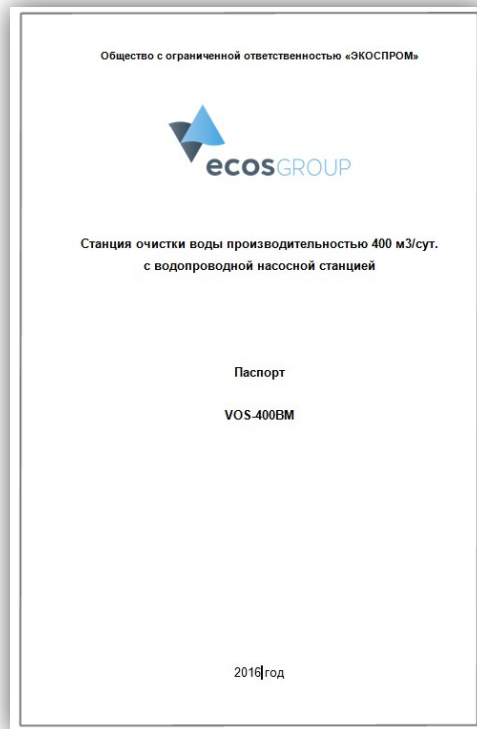 Общество с ограниченной ответственностью «ЭКОСПРОМ»
ecosGROUP
Станция очистки воды производительностью 400 м3/сут.
с водопроводной насосной станцией
Паспорт
VOS-400BM
2016 год